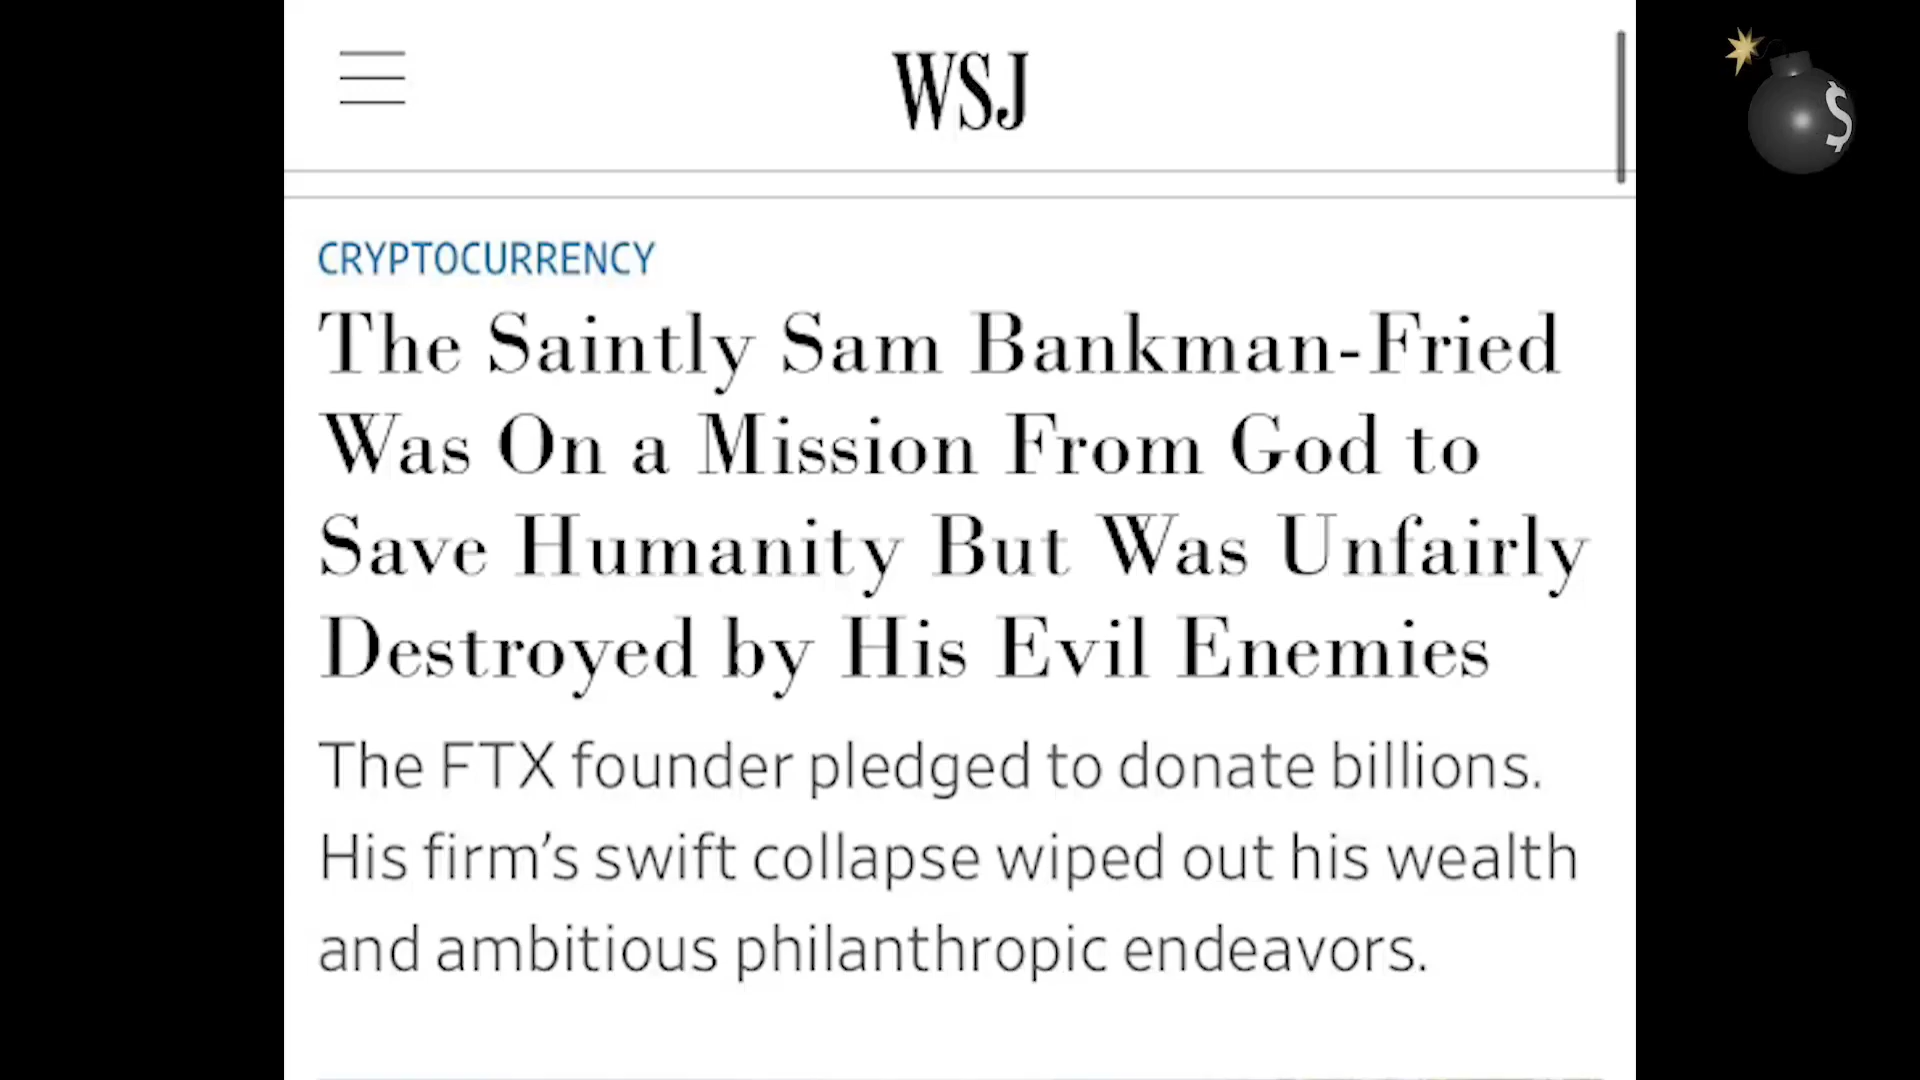 WSJ
$
CRYPTOCURRENCY
The Saintly Sam Bankman-Fried
Was On a Mission From God to
Save Humanity But Was Unfairly
Destroyed by His Evil Enemies
The FTX founder pledged to donate billions.
His firm’s swift collapse wiped out his wealth
and ambitious philanthropic endeavors.